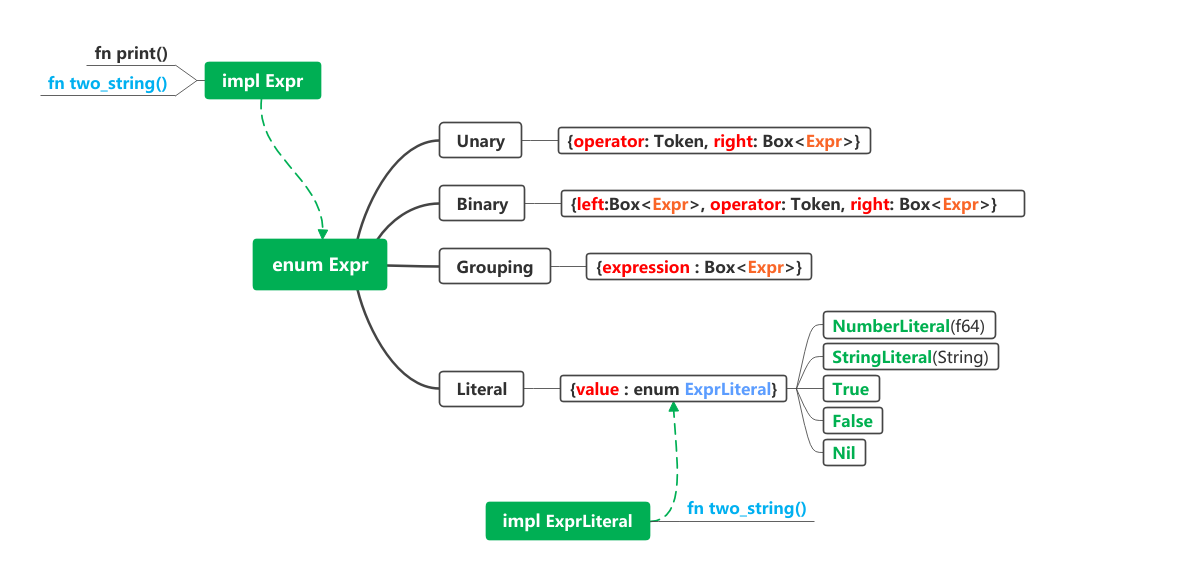 fn print()
fn two_string()
impl Expr
Unary
{operator: Token, right: Box<Expr>}
Binary
{left:Box<Expr>, operator: Token, right: Box<Expr>}
enum Expr
Grouping
{expression : Box<Expr>}
Literal
{value : enum ExprLiteral}
NumberLiteral(f64)
StringLiteral(String)
True
False
Nil
impl ExprLiteral
fn two_string()